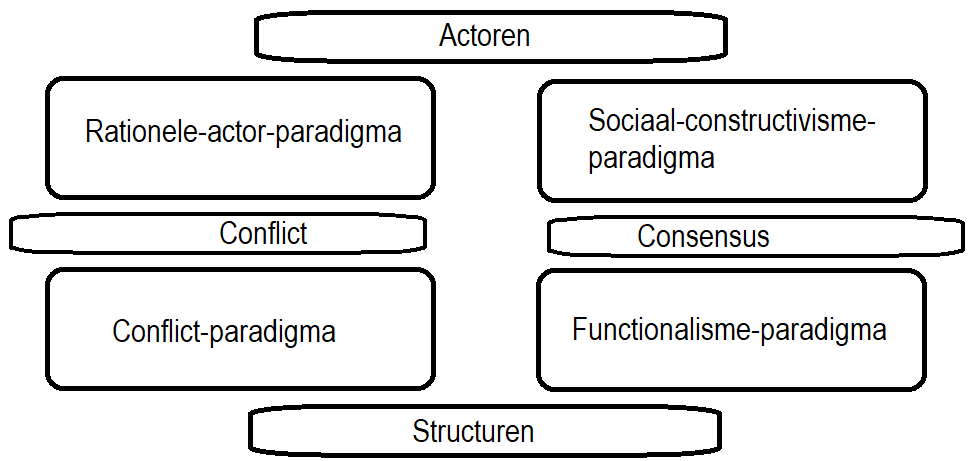 Actoren
Rationele-actor-paradigma
Sociaal-constructivisme-
paradigma
Conflict
Consensus
Conflict-paradigma
Functionalisme-paradigma
Structuren